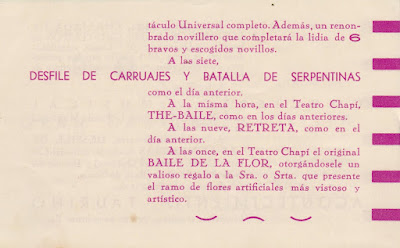 táculo Universal completo. Además, un renom-
brado novillero que completará la lidia de 6
bravos y escogidos novillos.
A las siete,
DESFILE DE CARRUAJES Y BATALLA DE SERPENTINAS
como el día anterior.
A la misma hora, en el Teatro Chapí,
THE-BAILE, como en los días anteriores.
A las nueve, RETRETA, como en el
día anterior.
A las once, en el Teatro Chapí el original
BAILE DE LA FLOR, otorgándosele un
valioso regalo a la Sra. o Srta. que presente
el ramo de flores artificiales más vistoso y
artístico.